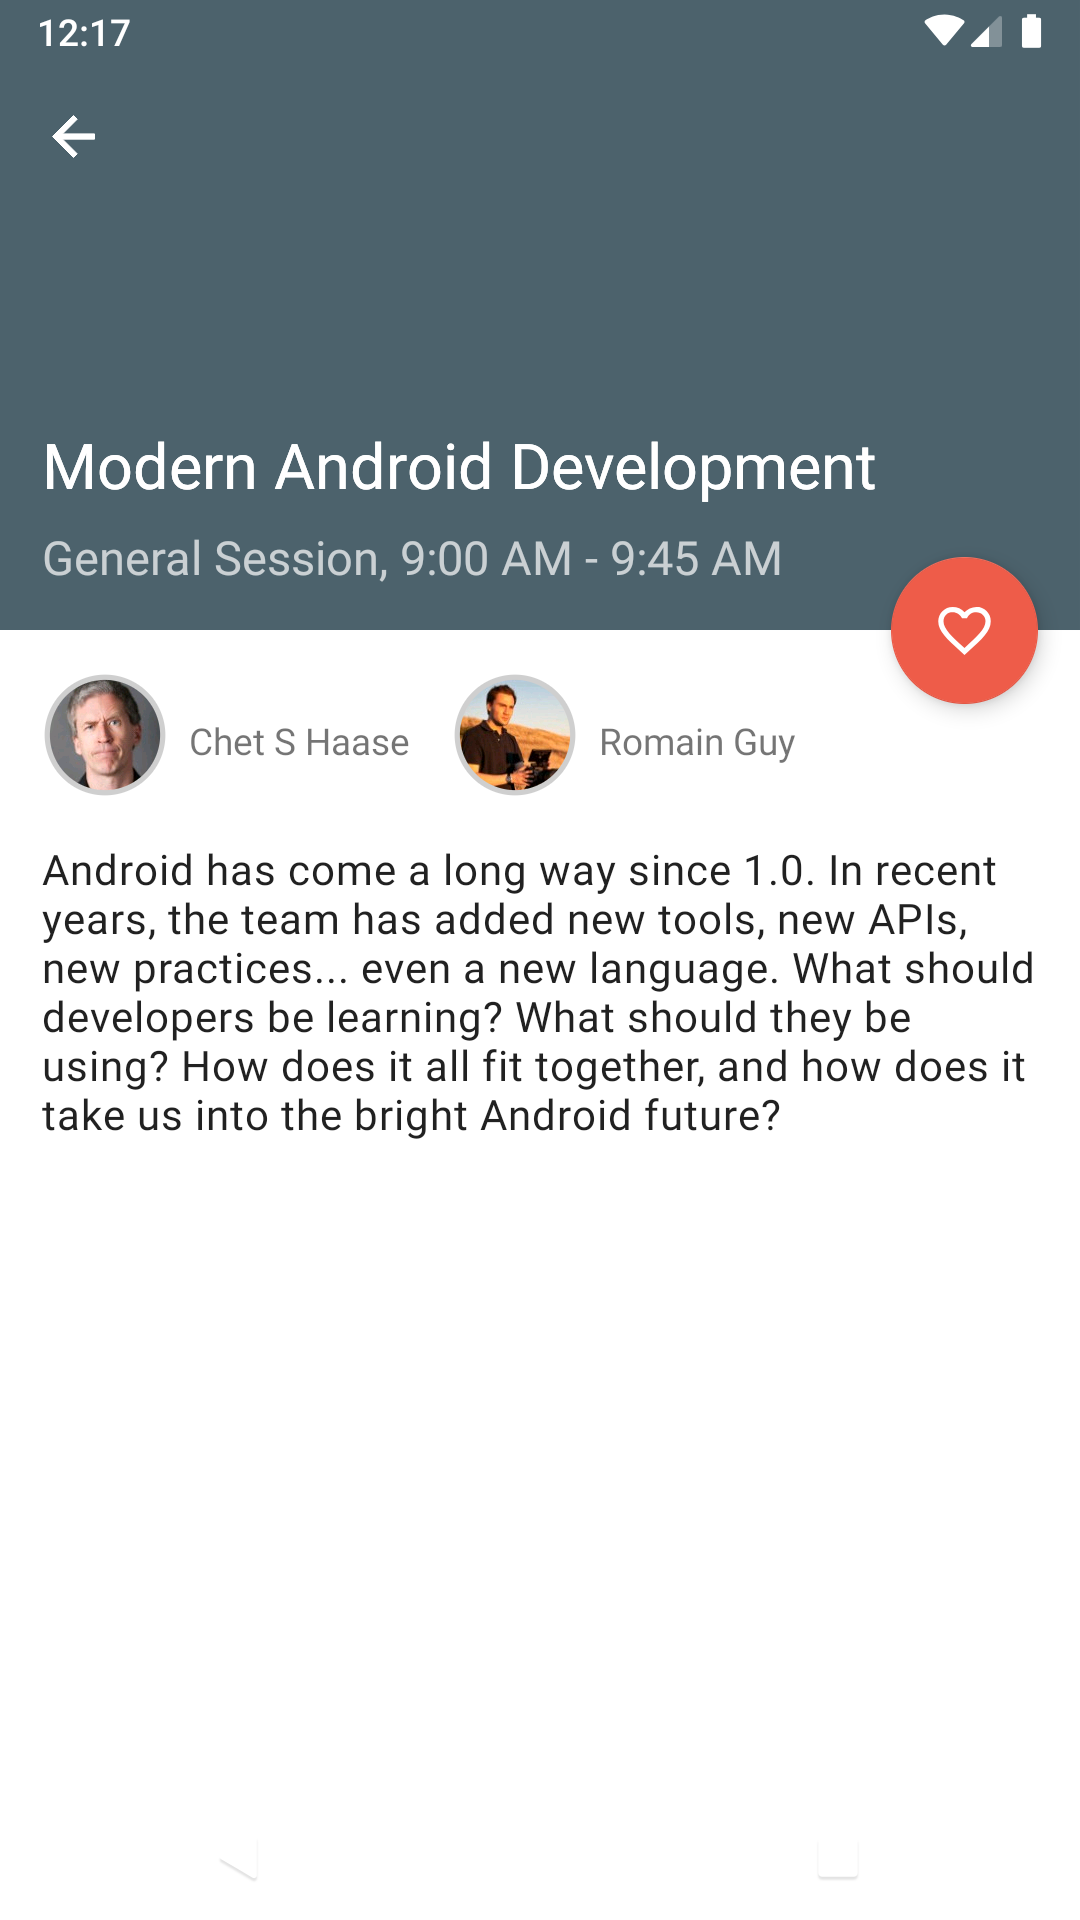 12:17
Modern Android Development
General Session, 9:00 AM - 9:45 AM
Chet S Haase
Romain Guy
Android has come a long way since 1.0. In recent
years, the team has added new tools, new APIs,
new practices... even a new language. What should
developers be learning? What should they be
using? How does it all fit together, and how does it
take us into the bright Android future?